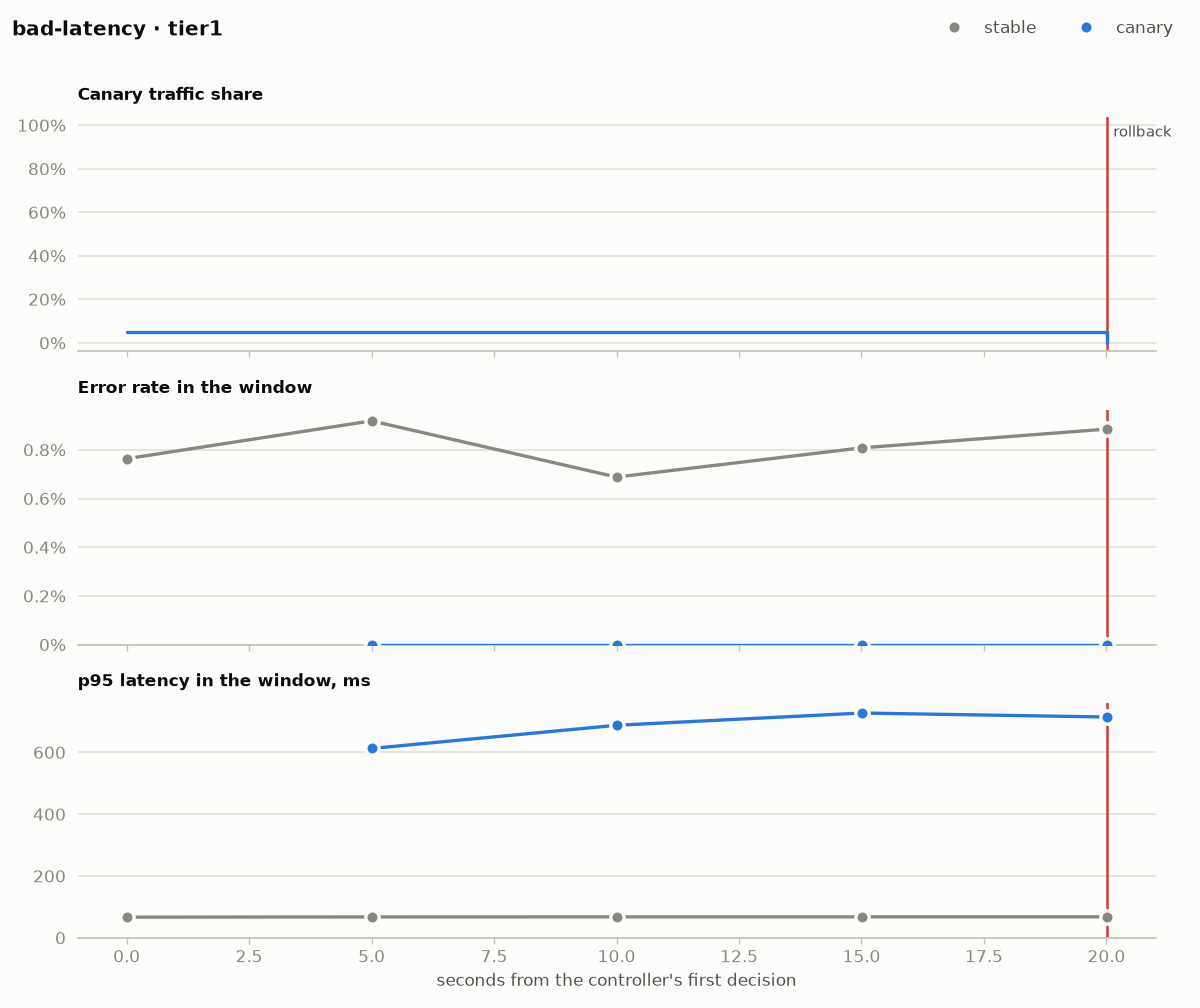 bad-latency · tier1
stable canary
Canary traffic share
100%
rollback
80%
60%
40%
20%
0%
Error rate in the window
0.8%
0.6%
0.4%
0.2%
0%
p95 latency in the window, ms
600
400
200
0
0.0 2.5 5.0 7.5 10.0 12.5 15.0 17.5 20.0
seconds from the controller's first decision